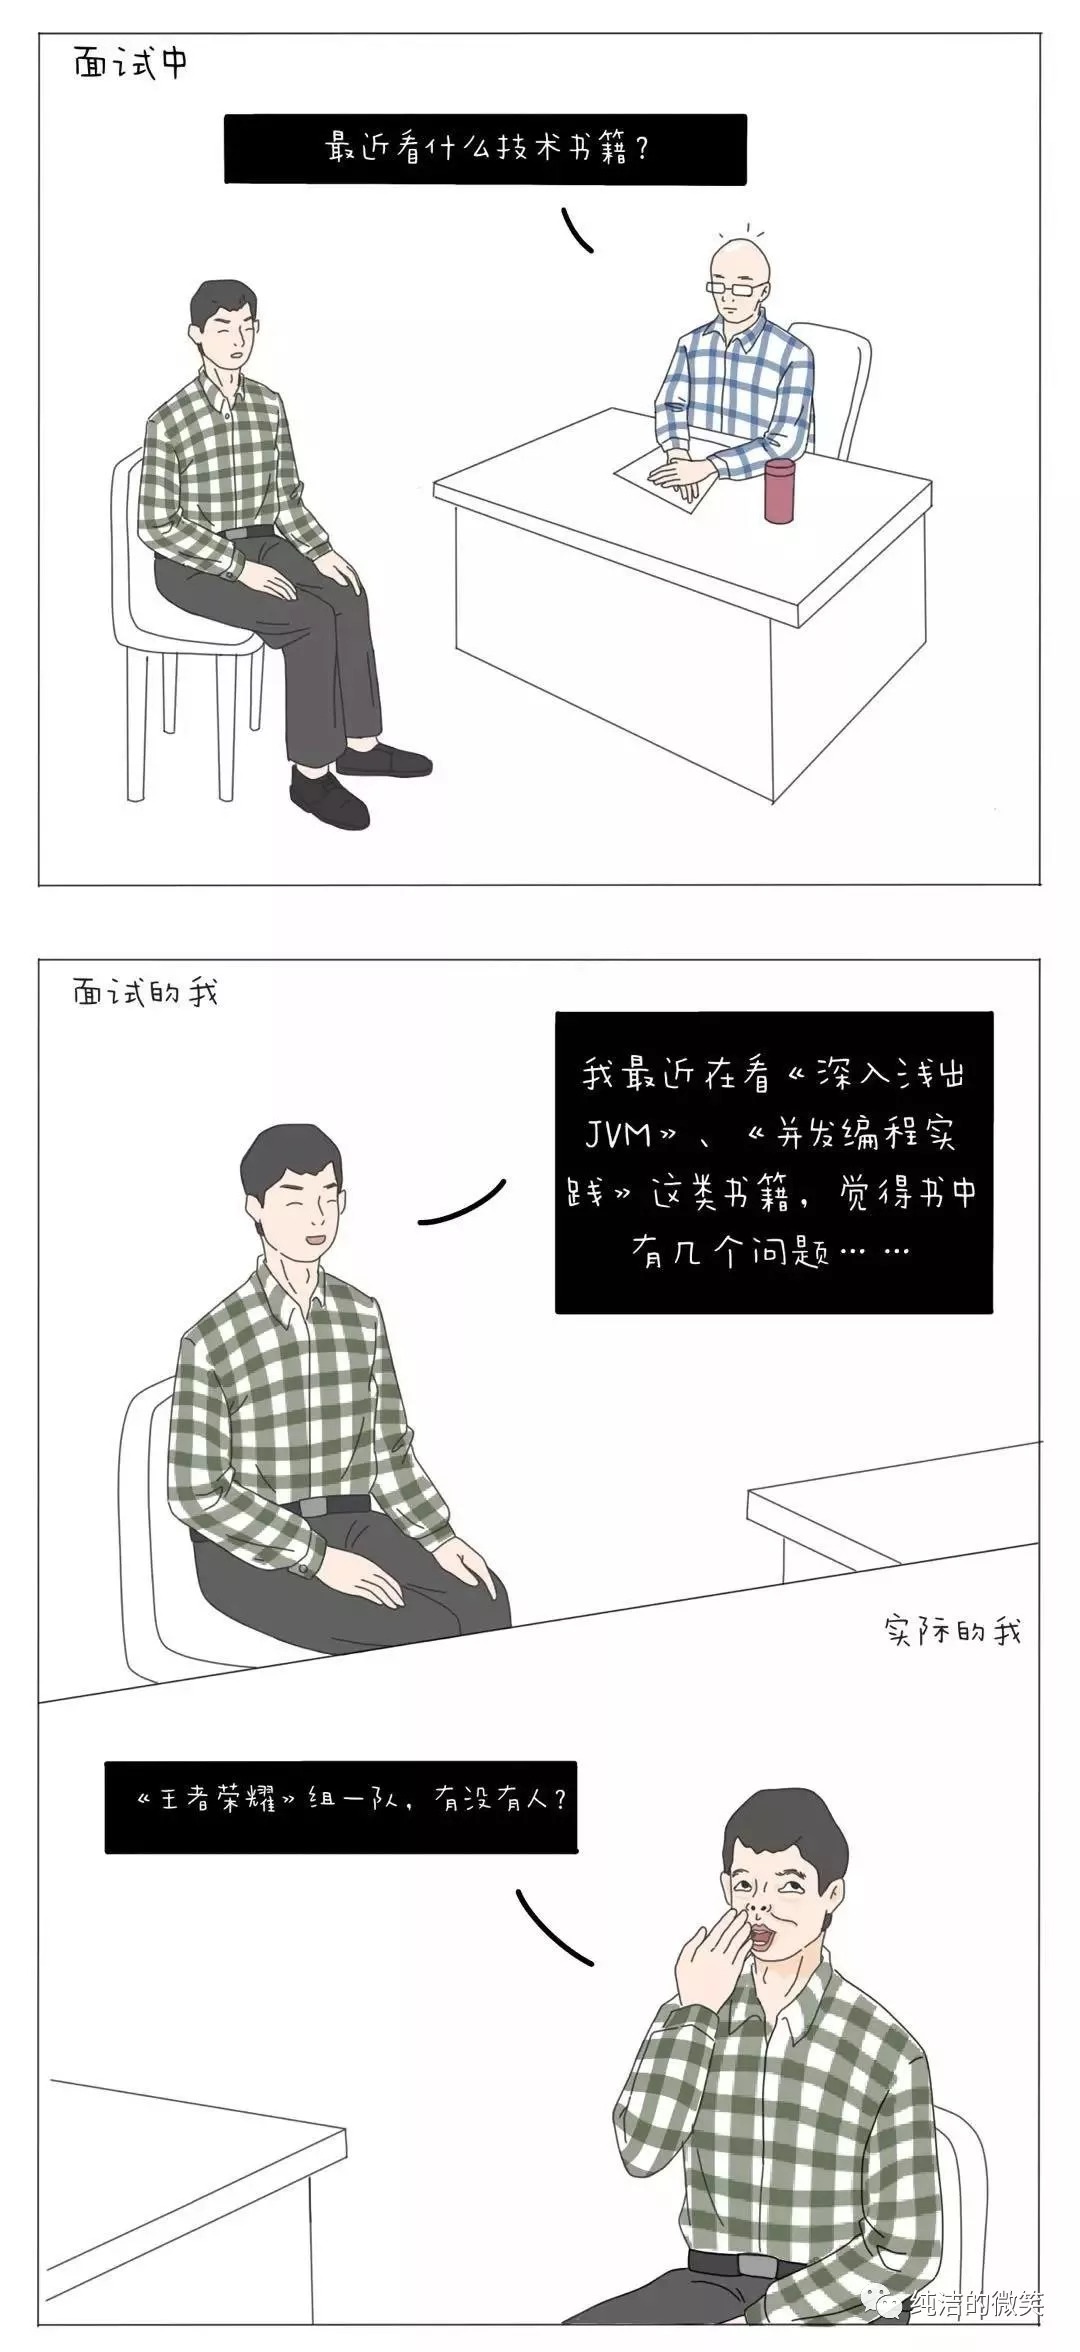 面试中
最近看什么技术书籍？
面试的我
我最近在看《深入浅出
JVM》、《并发编程实
践》这类书籍，觉得书中
有几个问题……
实际的我
《王者荣耀》组一队，有没有人？
纯洁的微笑